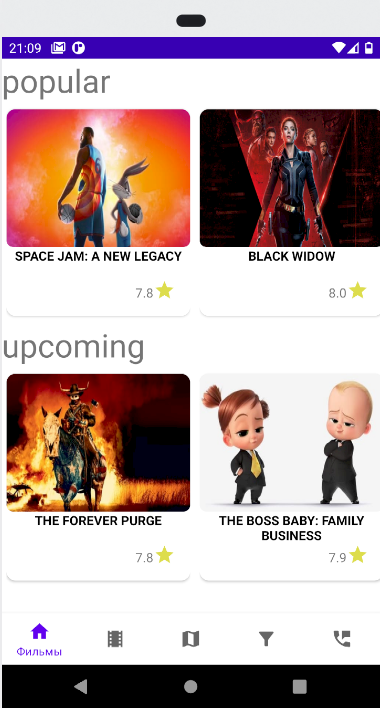 21:09
popular
SPACE JAM: A NEW LEGACY
BLACK WIDOW
7.8
8.0
upcoming
THE FOREVER PURGE
THE BOSS BABY: FAMILY
BUSINESS
7.8
7.9
Фильмы